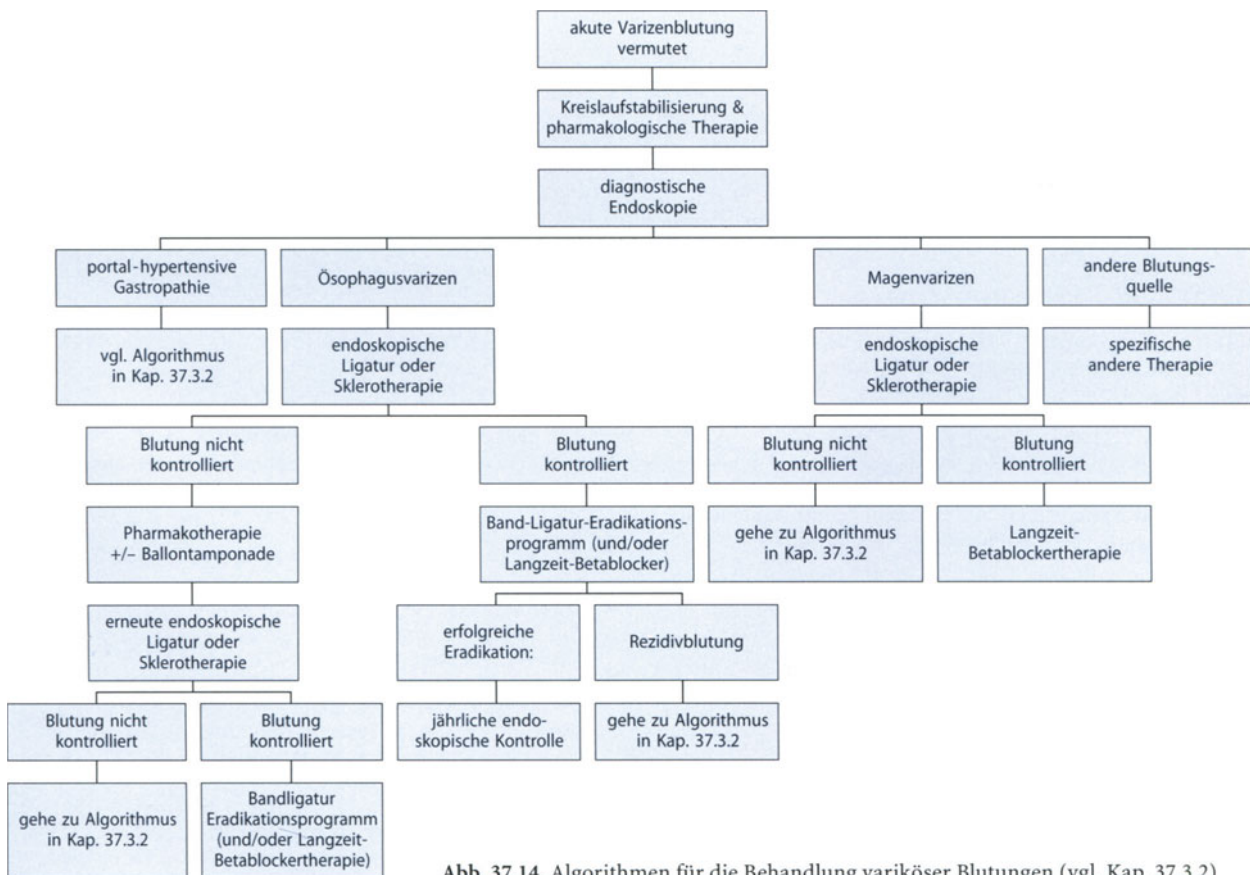 akute Varizenblutung
vermutet
Kreislaufstabilisierung &
pharmakologische Therapie
diagnostische
Endoskopie
portal-hypertensive
Gastropathie
Ösophagusvarizen
Magenvarizen
andere Blutungs-
quelle
vgl. Algorithmus
in Kap. 37.3.2
endoskopische
Ligatur oder
Sklerotherapie
endoskopische
Ligatur oder
Sklerotherapie
spezifische
andere Therapie
Blutung nicht
kontrolliert
Blutung
kontrolliert
Blutung nicht
kontrolliert
Blutung
kontrolliert
Pharmakotherapie
+/– Ballontamponade
Band-Ligatur-Eradikations-
programm (und/oder
Langzeit-Betablocker)
gehe zu Algorithmus
in Kap. 37.3.2
Langzeit-
Betablockertherapie
erneute endoskopische
Ligatur oder
Sklerotherapie
erfolgreiche
Eradikation:
Rezidivblutung
Blutung nicht
kontrolliert
Blutung
kontrolliert
jährliche endo-
skopische Kontrolle
gehe zu Algorithmus
in Kap. 37.3.2
gehe zu Algorithmus
in Kap. 37.3.2
Bandligatur
Eradikationsprogramm
(und/oder Langzeit-
Betablockertherapie)
Abb. 37.14. Algorithmen für die Behandlung variköser Blutungen (vgl. Kap. 37.3.2)